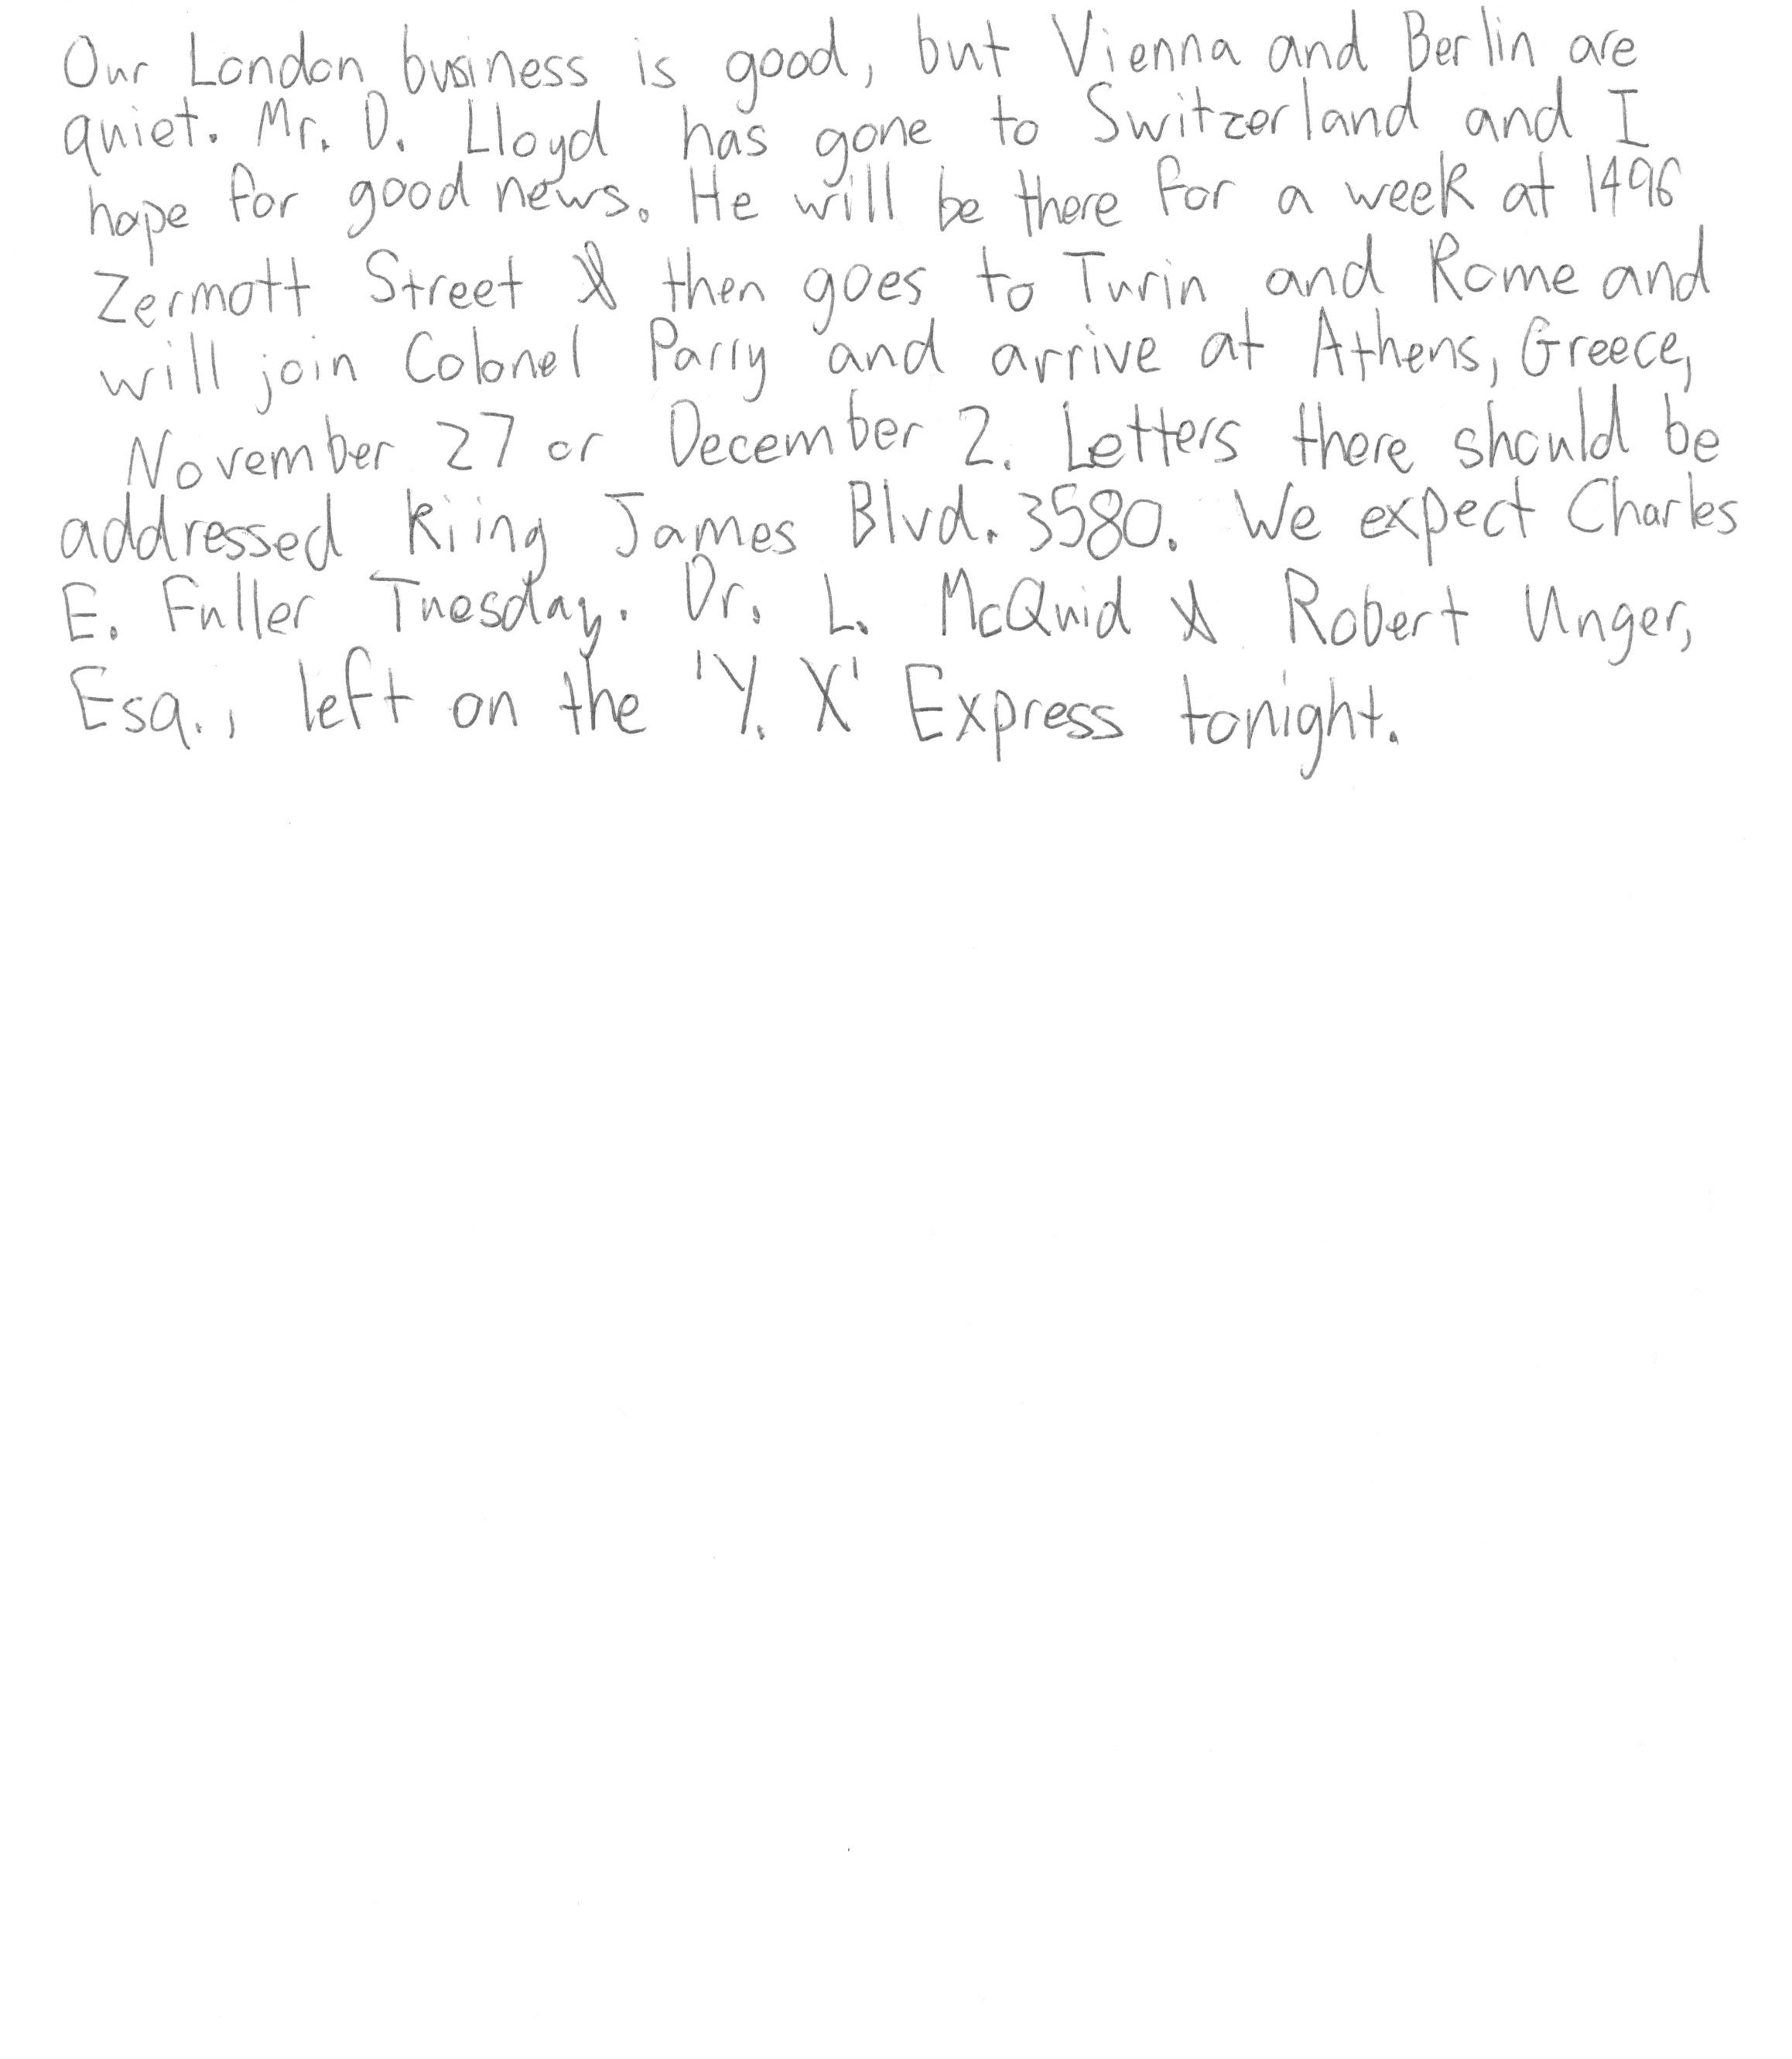 Our London business is good, but Vienna and Berlin are
quiet. Mr. D. Lloyd has gone to Switzerland and I
hope for good news. He will be there for a week at 1496
Zermott Street & then goes to Turin and Rome and
will join Colonel Parry and arrive at Athens, Greece,
November 27 or December 2. Letters there should be
addressed Kiing James Blvd. 3580. We expect Charles
E. Fuller Tuesday. Dr. L. McQuid & Robert Unger,
Esq., left on the 'Y. X' Express tonight.